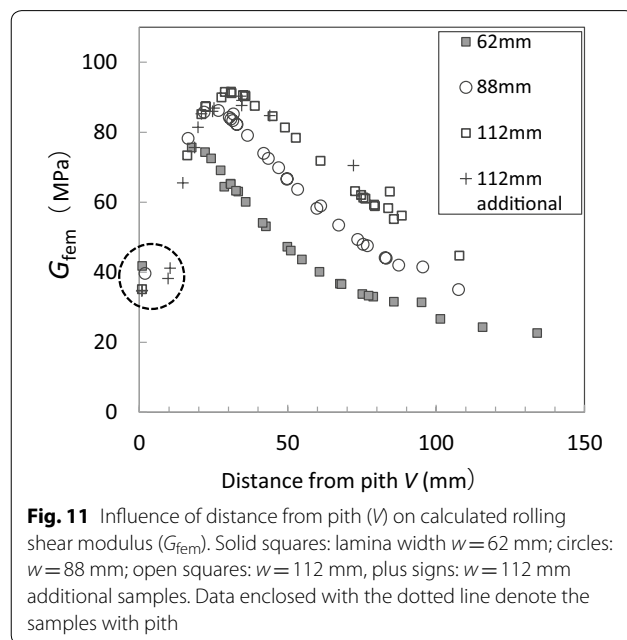 100
80
60
40
20
0
G_fem (MPa)
0 50 100 150
Distance from pith V (mm)
62mm
88mm
112mm
112mm
additional
Fig. 11 Influence of distance from pith (V) on calculated rolling
shear modulus (G_fem). Solid squares: lamina width w = 62 mm; circles:
w = 88 mm; open squares: w = 112 mm, plus signs: w = 112 mm
additional samples. Data enclosed with the dotted line denote the
samples with pith